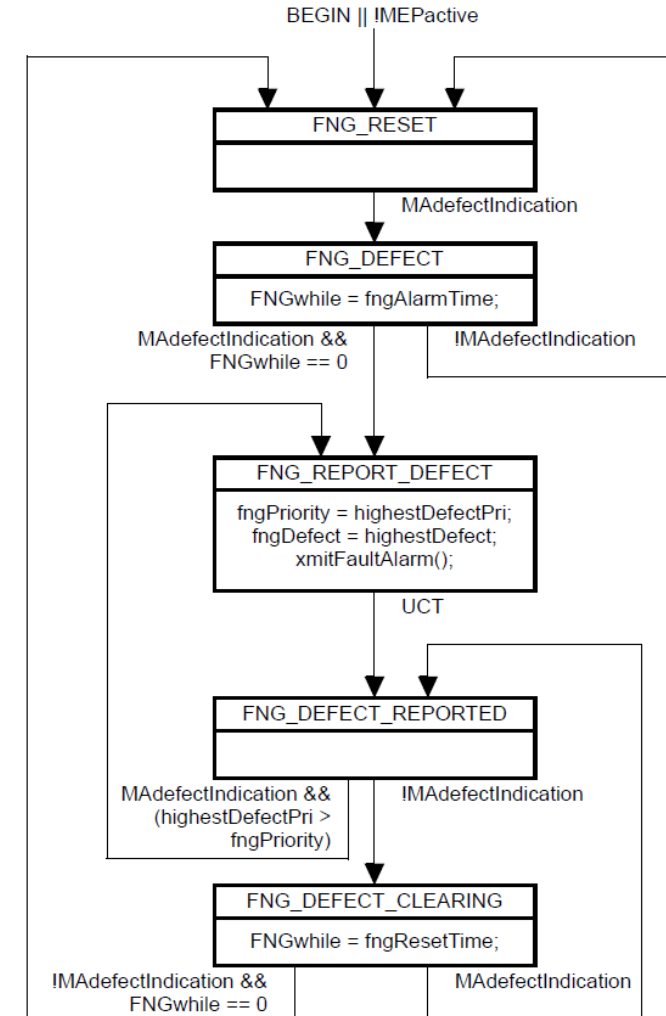 BEGIN || !MEPactive
FNG_RESET
MAdefectIndication
FNG_DEFECT
FNGwhile = fngAlarmTime;
MAdefectIndication &&
FNGwhile == 0
!MAdefectIndication
FNG_REPORT_DEFECT
fngPriority = highestDefectPri;
fngDefect = highestDefect;
xmitFaultAlarm();
UCT
FNG_DEFECT_REPORTED
MAdefectIndication &&
(highestDefectPri >
fngPriority)
!MAdefectIndication
FNG_DEFECT_CLEARING
FNGwhile = fngResetTime;
!MAdefectIndication &&
FNGwhile == 0
MAdefectIndication